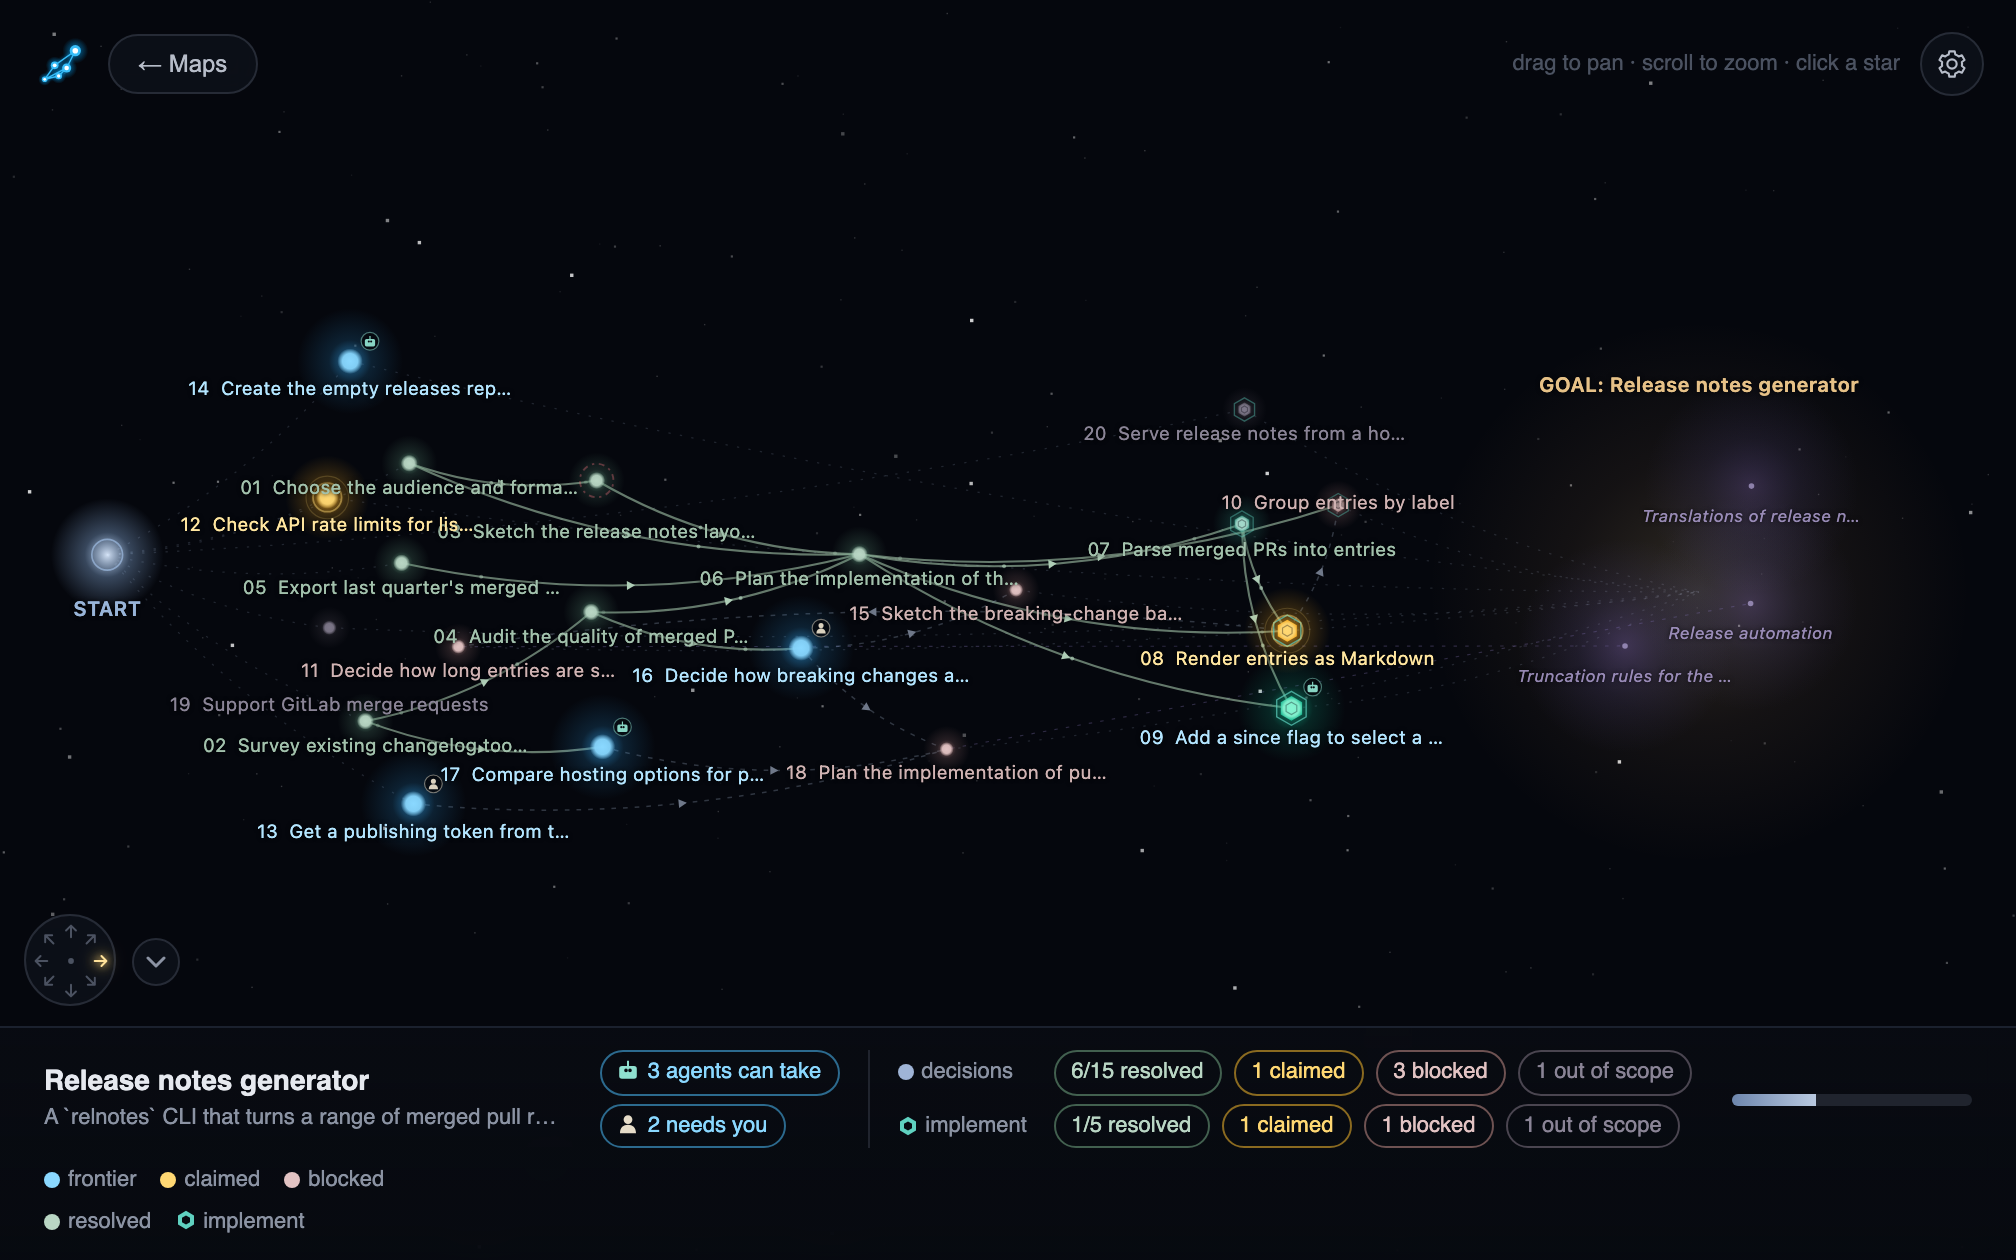 ← Maps
drag to pan · scroll to zoom · click a star
14 Create the empty releases rep...
GOAL: Release notes generator
20 Serve release notes from a ho...
01 Choose the audience and forma...
10 Group entries by label
12 Check API rate limits for lis...
03 Sketch the release notes layo...
Translations of release n...
07 Parse merged PRs into entries
06 Plan the implementation of th...
05 Export last quarter's merged ...
START
15 Sketch the breaking-change ba...
04 Audit the quality of merged P...
Release automation
08 Render entries as Markdown
11 Decide how long entries are s...
16 Decide how breaking changes a...
Truncation rules for the ...
19 Support GitLab merge requests
09 Add a since flag to select a ...
02 Survey existing changelog too...
17 Compare hosting options for p...
18 Plan the implementation of pu...
13 Get a publishing token from t...
Release notes generator
A `relnotes` CLI that turns a range of merged pull r...
3 agents can take
2 needs you
decisions
6/15 resolved
1 claimed
3 blocked
1 out of scope
implement
1/5 resolved
1 claimed
1 blocked
1 out of scope
frontier
claimed
blocked
resolved
implement